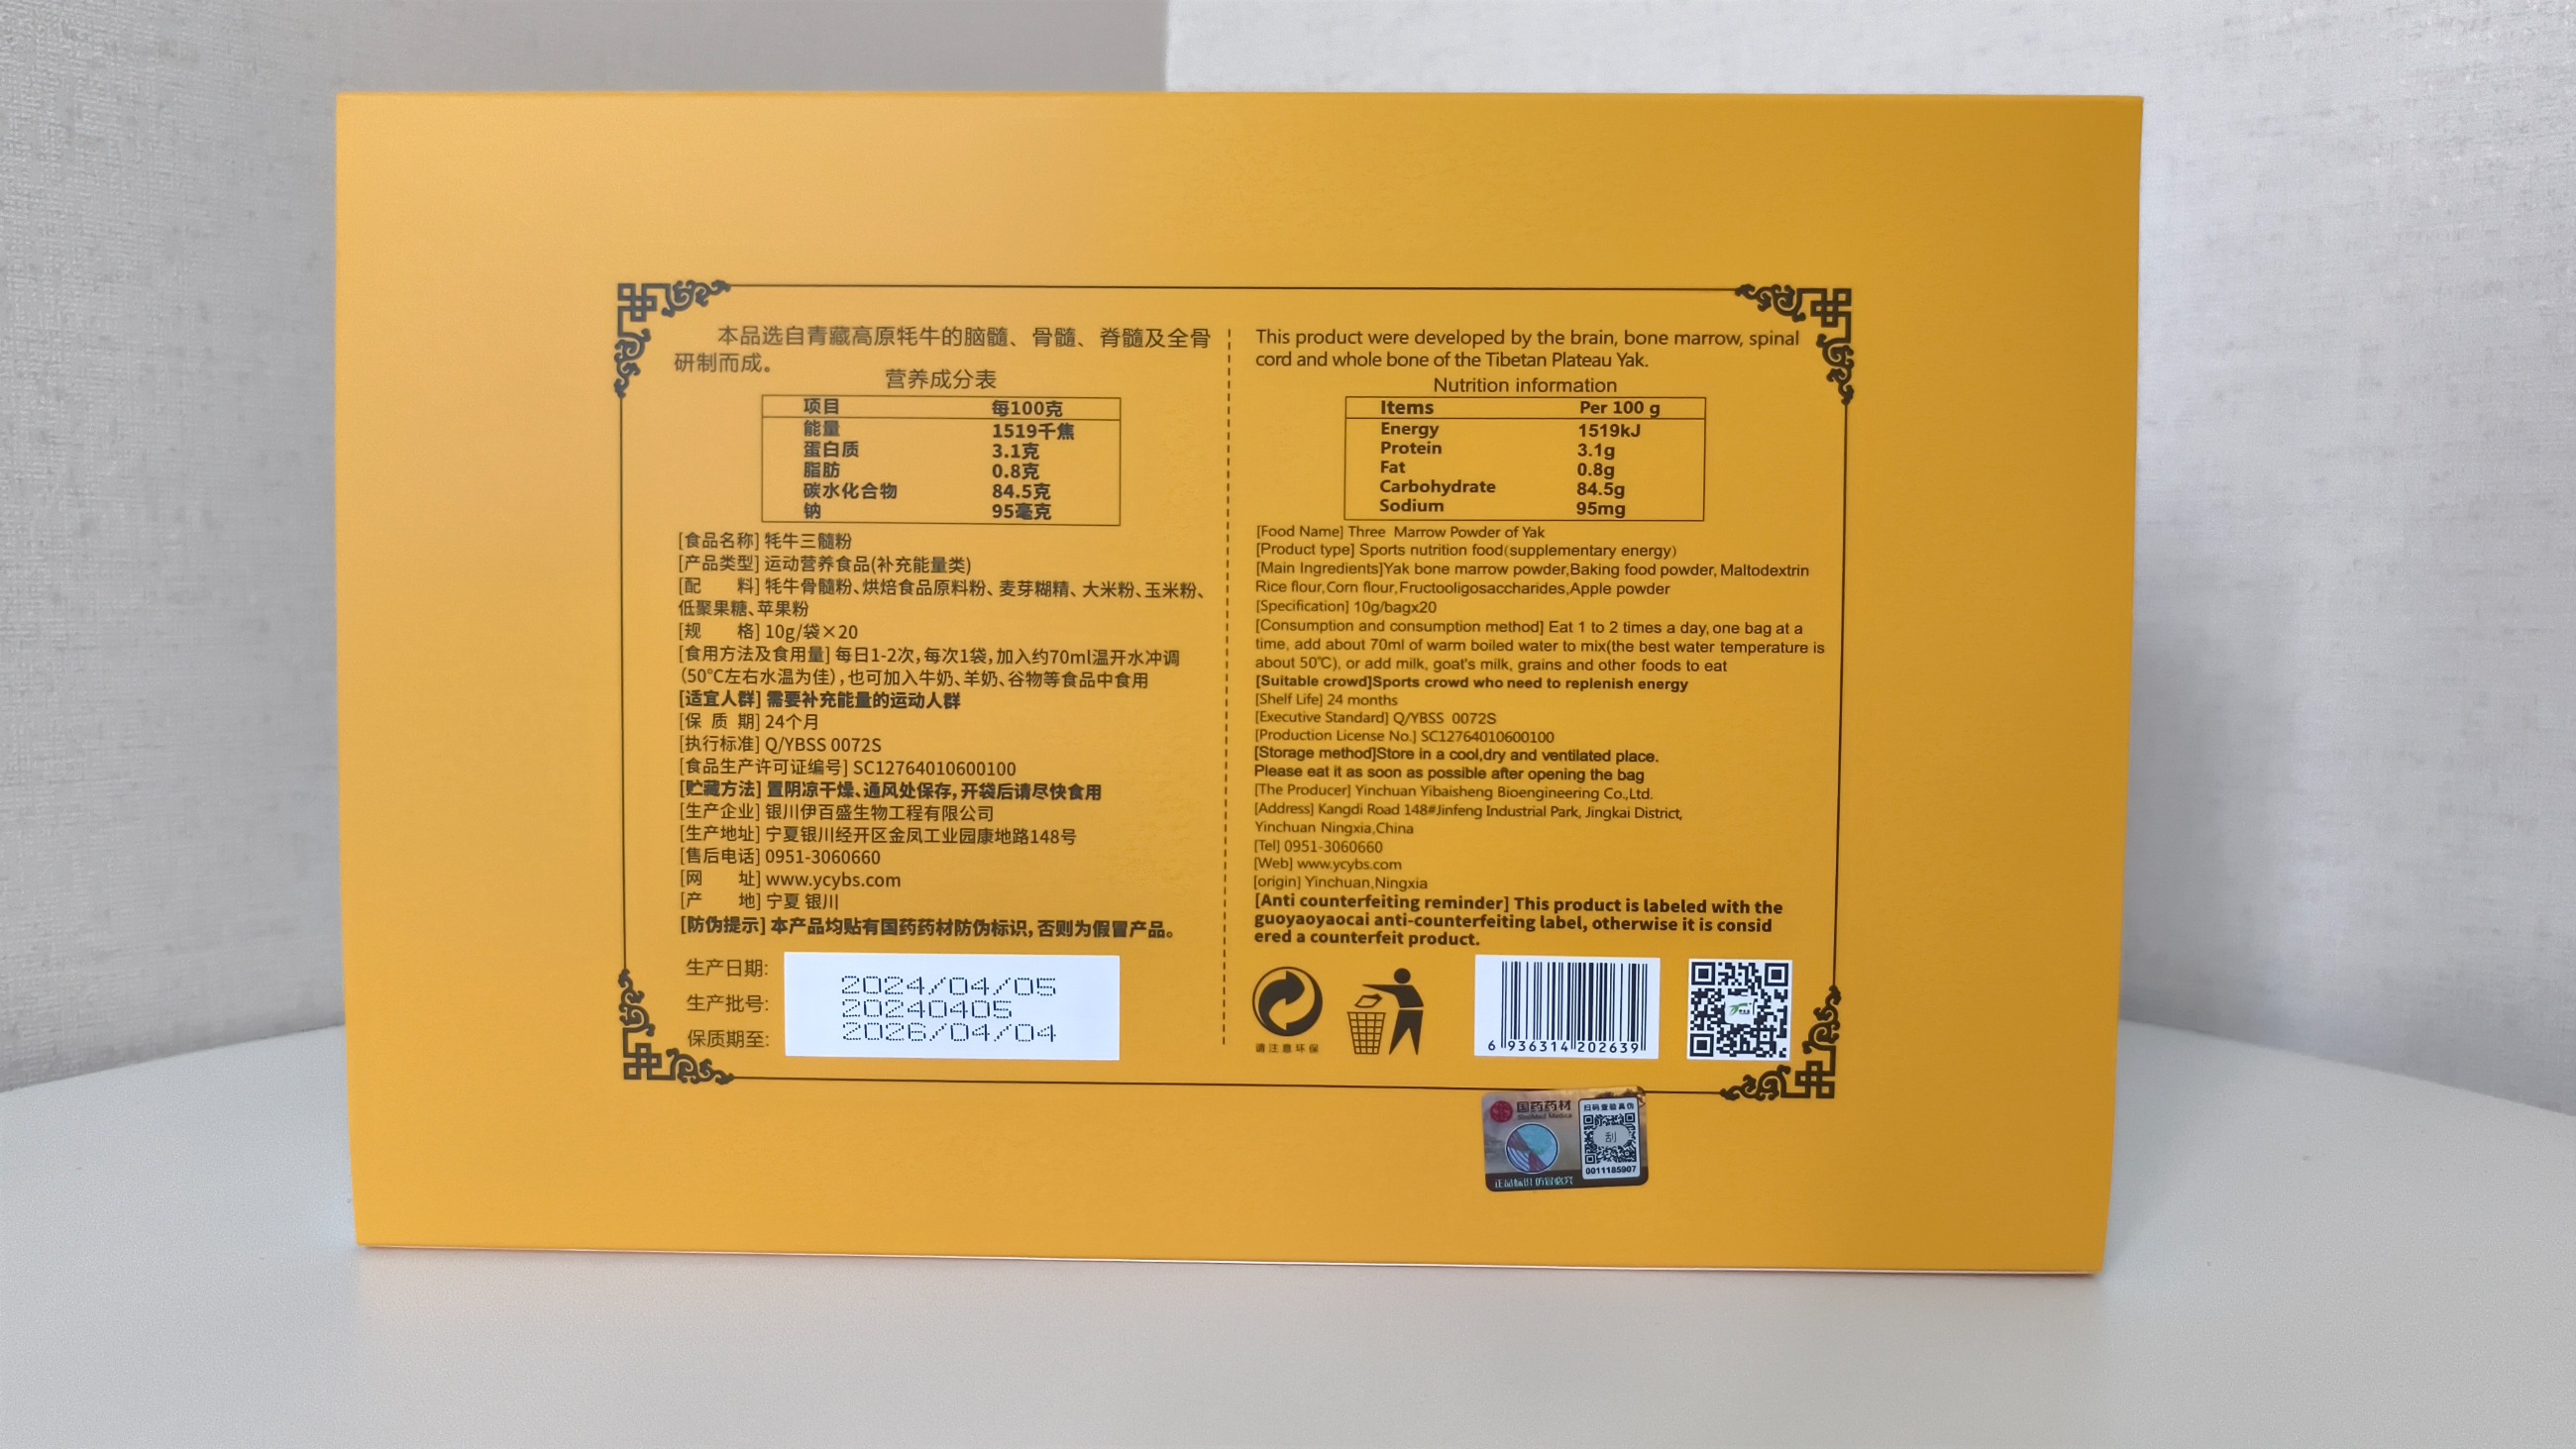 本品选自青藏高原牦牛的脑髓、骨髓、脊髓及全骨
研制而成。
营养成分表
项目 每100克
能量 1519千焦
蛋白质 3.1克
脂肪 0.8克
碳水化合物 84.5克
钠 95毫克
[食品名称] 牦牛三髓粉
[产品类型] 运动营养食品(补充能量类)
[配 料] 牦牛骨髓粉、烘焙食品原料粉、麦芽糊精、大米粉、玉米粉、
低聚果糖、苹果粉
[规 格] 10g/袋×20
[食用方法及食用量] 每日1-2次,每次1袋,加入约70ml温开水冲调
(50℃左右水温为佳),也可加入牛奶、羊奶、谷物等食品中食用
[适宜人群] 需要补充能量的运动人群
[保 质 期] 24个月
[执行标准] Q/YBSS 0072S
[食品生产许可证编号] SC12764010600100
[贮藏方法] 置阴凉干燥、通风处保存,开袋后请尽快食用
[生产企业] 银川伊百盛生物工程有限公司
[生产地址] 宁夏银川经开区金凤工业园康地路148号
[售后电话] 0951-3060660
[网 址] www.ycybs.com
[产 地] 宁夏 银川
[防伪提示] 本产品均贴有国药药材防伪标识,否则为假冒产品。
生产日期: 2024/04/05
生产批号: 20240405
保质期至: 2026/04/04
This product were developed by the brain, bone marrow, spinal
cord and whole bone of the Tibetan Plateau Yak.
Nutrition information
Items Per 100 g
Energy 1519kJ
Protein 3.1g
Fat 0.8g
Carbohydrate 84.5g
Sodium 95mg
[Food Name] Three Marrow Powder of Yak
[Product type] Sports nutrition food(supplementary energy)
[Main Ingredients]Yak bone marrow powder,Baking food powder, Maltodextrin
Rice flour,Corn flour,Fructooligosaccharides,Apple powder
[Specification] 10g/bagx20
[Consumption and consumption method] Eat 1 to 2 times a day, one bag at a
time, add about 70ml of warm boiled water to mix(the best water temperature is
about 50℃), or add milk, goat's milk, grains and other foods to eat
[Suitable crowd]Sports crowd who need to replenish energy
[Shelf Life] 24 months
[Executive Standard] Q/YBSS 0072S
[Production License No.] SC12764010600100
[Storage method]Store in a cool,dry and ventilated place.
Please eat it as soon as possible after opening the bag
[The Producer] Yinchuan Yibaisheng Bioengineering Co.,Ltd.
[Address] Kangdi Road 148#Jinfeng Industrial Park, Jingkai District,
Yinchuan Ningxia,China
[Tel] 0951-3060660
[Web] www.ycybs.com
[origin] Yinchuan,Ningxia
[Anti counterfeiting reminder] This product is labeled with the
guoyaoyaocai anti-counterfeiting label, otherwise it is consid
ered a counterfeit product.
请注意环保
6 936314 202639
国药药材
扫码查验真伪
刮
0011185907
正品标识 仿冒必究